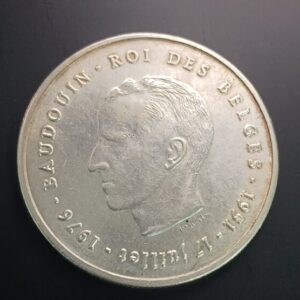 BAUDOUIN · ROI DES BELGES
1951 · 17 juillet · 1976